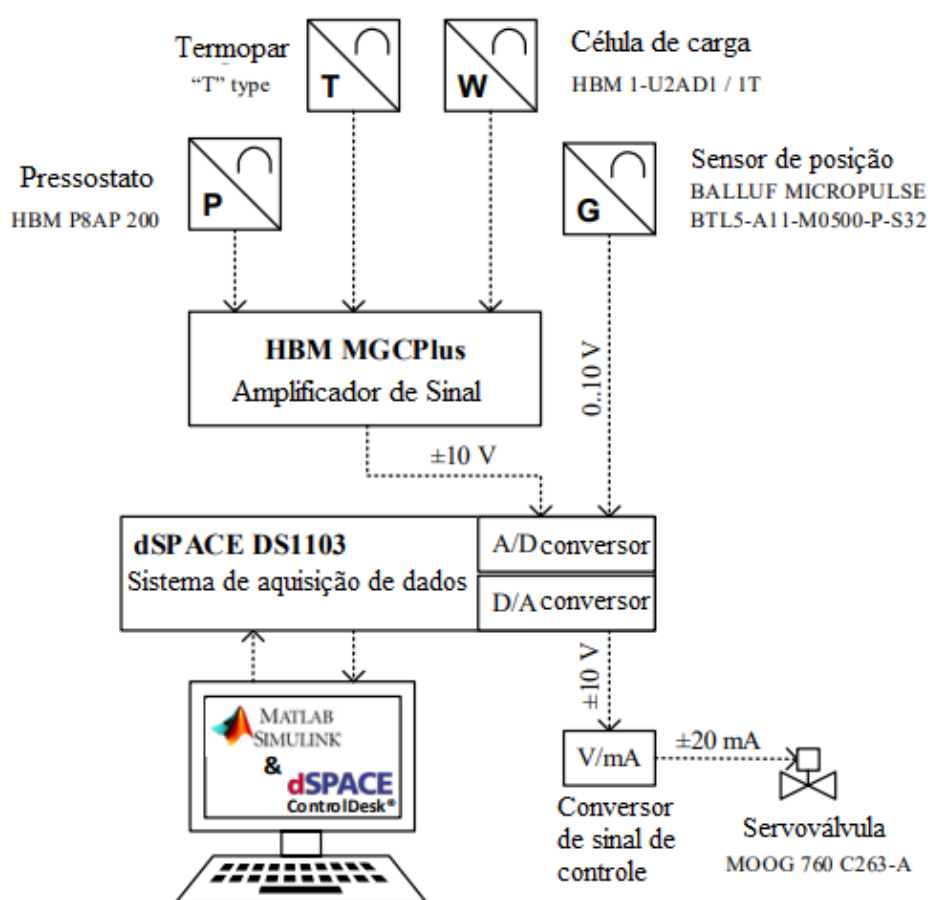 Termopar
“T” type
T
W
Célula de carga
HBM 1-U2AD1 / 1T
Pressostato
HBM P8AP 200
P
G
Sensor de posição
BALLUF MICROPULSE
BTL5-A11-M0500-P-S32
HBM MGCPlus
Amplificador de Sinal
0..10 V
±10 V
dSPACE DS1103
Sistema de aquisição de dados
A/D conversor
D/A conversor
±10 V
MATLAB
SIMULINK
&
dSPACE
ControlDesk®
V/mA
±20 mA
Conversor
de sinal de
controle
Servoválvula
MOOG 760 C263-A